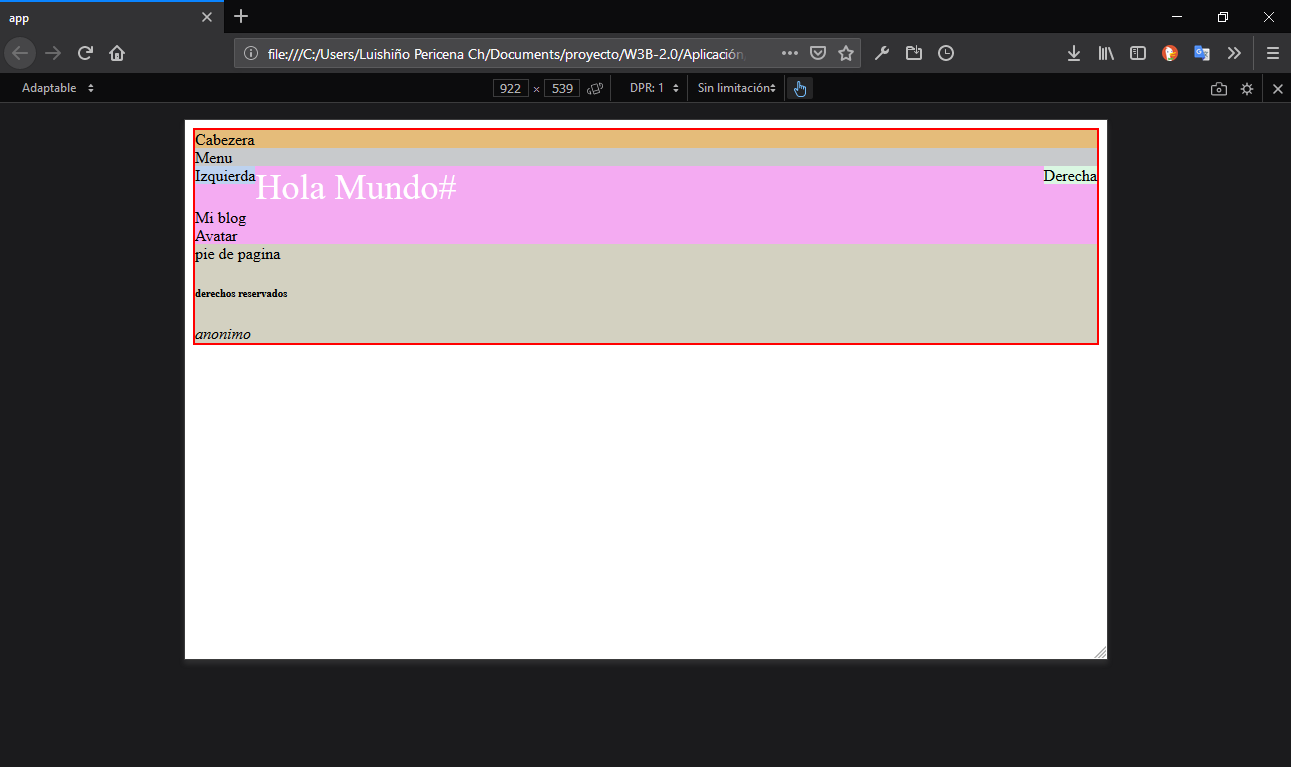 app
file:///C:/Users/Luishiño Pericena Ch/Documents/proyecto/W3B-2.0/Aplicación
Adaptable 922 × 539 DPR: 1 Sin limitación
Cabezera
Menu
Izquierda Hola Mundo# Derecha
Mi blog
Avatar
pie de pagina
derechos reservados
anonimo